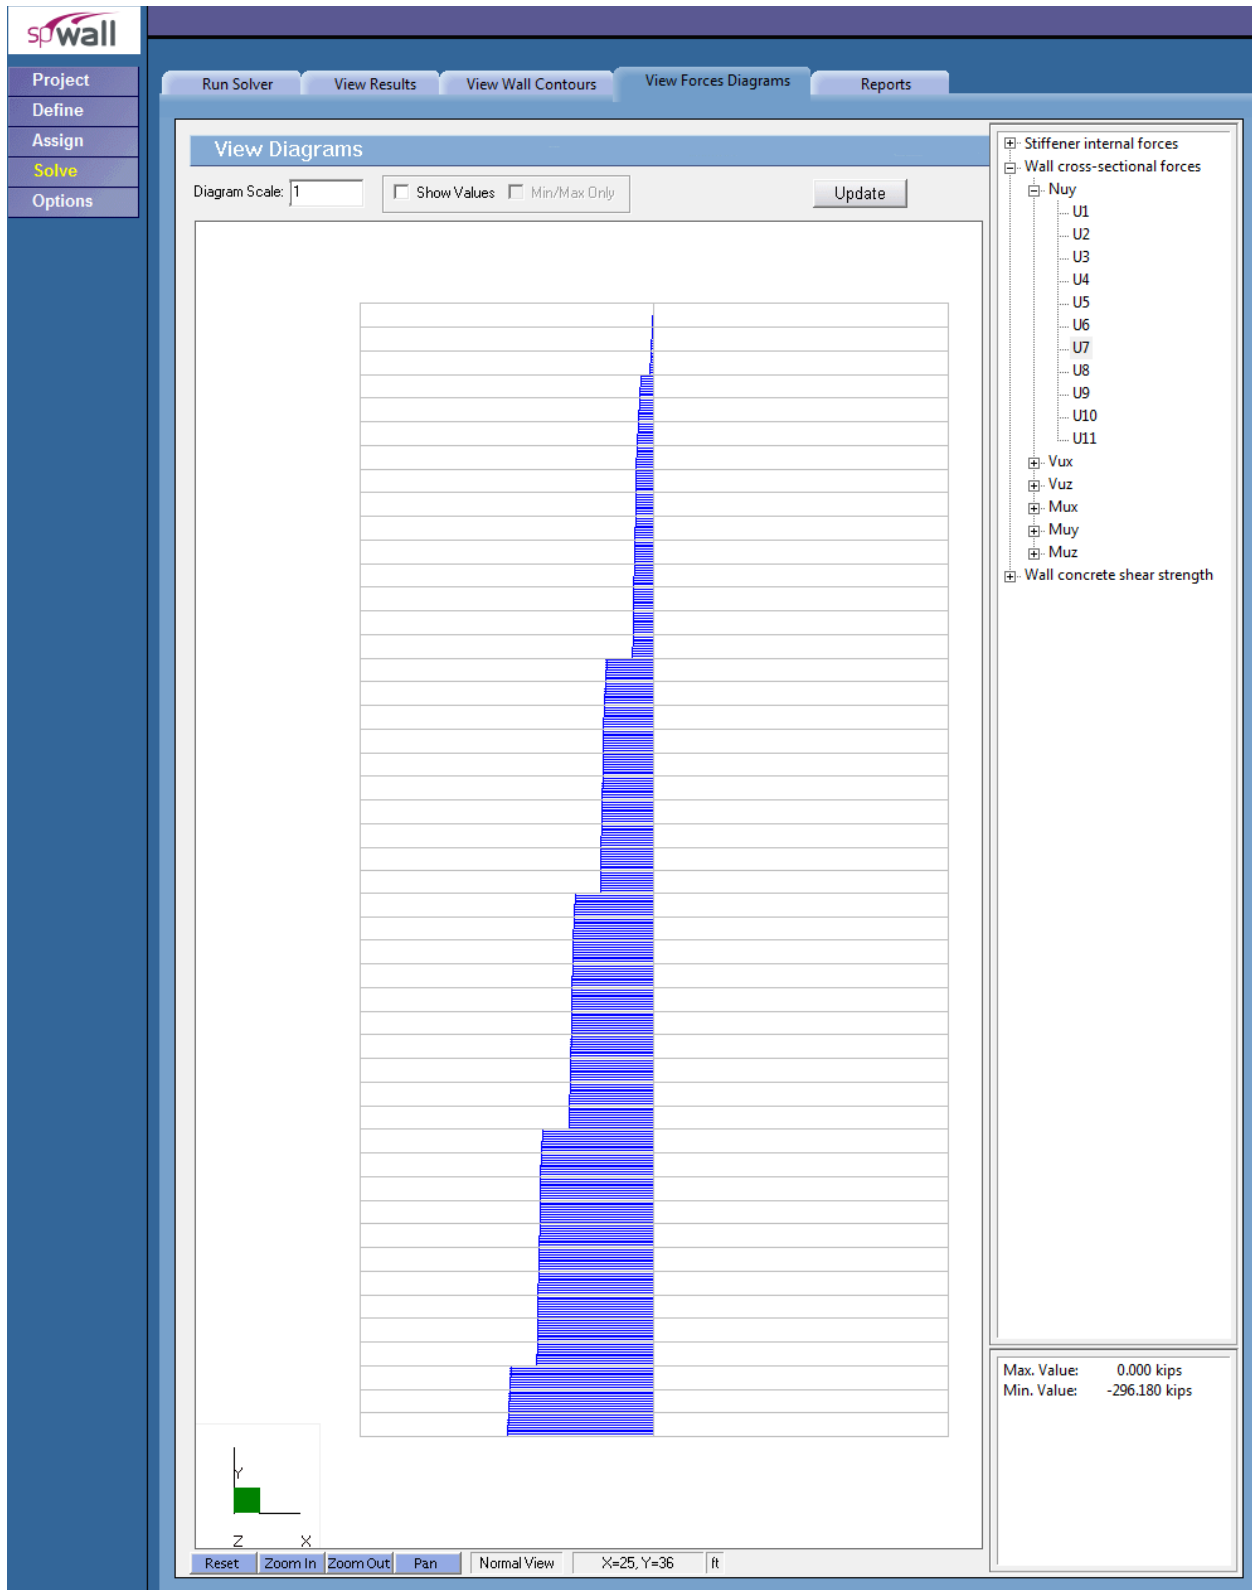 spwall
Project
Define
Assign
Solve
Options
Run Solver
View Results
View Wall Contours
View Forces Diagrams
Reports
View Diagrams
Diagram Scale: 1
Show Values
Min/Max Only
Update
Stiffener internal forces
Wall cross-sectional forces
Nuy
U1
U2
U3
U4
U5
U6
U7
U8
U9
U10
U11
Vux
Vuz
Mux
Muy
Muz
Wall concrete shear strength
Max. Value: 0.000 kips
Min. Value: -296.180 kips
Y
Z X
Reset
Zoom In
Zoom Out
Pan
Normal View
X=25, Y=36
ft